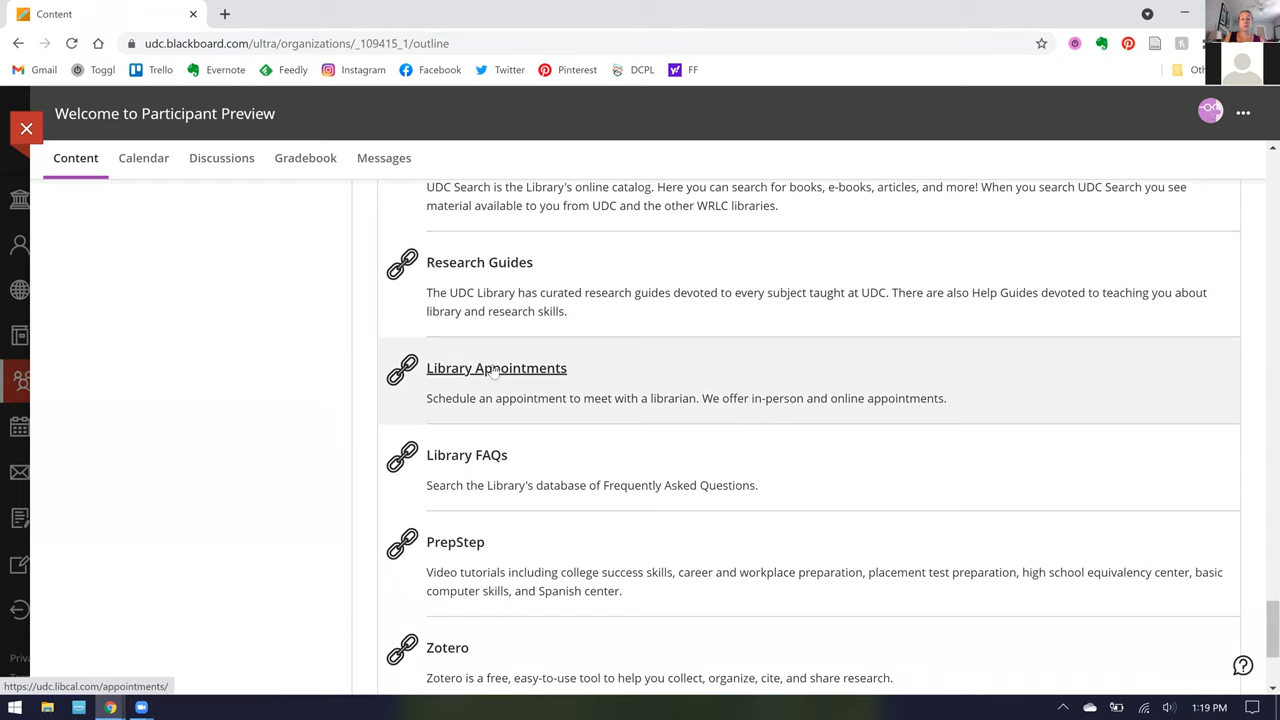 Content
udc.blackboard.com/ultra/organizations/_109415_1/outline
Gmail Toggl Trello Evernote Feedly Instagram Facebook Twitter Pinterest DCPL FF
Welcome to Participant Preview
Content Calendar Discussions Gradebook Messages
UDC Search is the Library's online catalog. Here you can search for books, e-books, articles, and more! When you search UDC Search you see
material available to you from UDC and the other WRLC libraries.
Research Guides
The UDC Library has curated research guides devoted to every subject taught at UDC. There are also Help Guides devoted to teaching you about
library and research skills.
Library Appointments
Schedule an appointment to meet with a librarian. We offer in-person and online appointments.
Library FAQs
Search the Library's database of Frequently Asked Questions.
PrepStep
Video tutorials including college success skills, career and workplace preparation, placement test preparation, high school equivalency center, basic
computer skills, and Spanish center.
Zotero
Zotero is a free, easy-to-use tool to help you collect, organize, cite, and share research.
https://udc.libcal.com/appointments/
1:19 PM